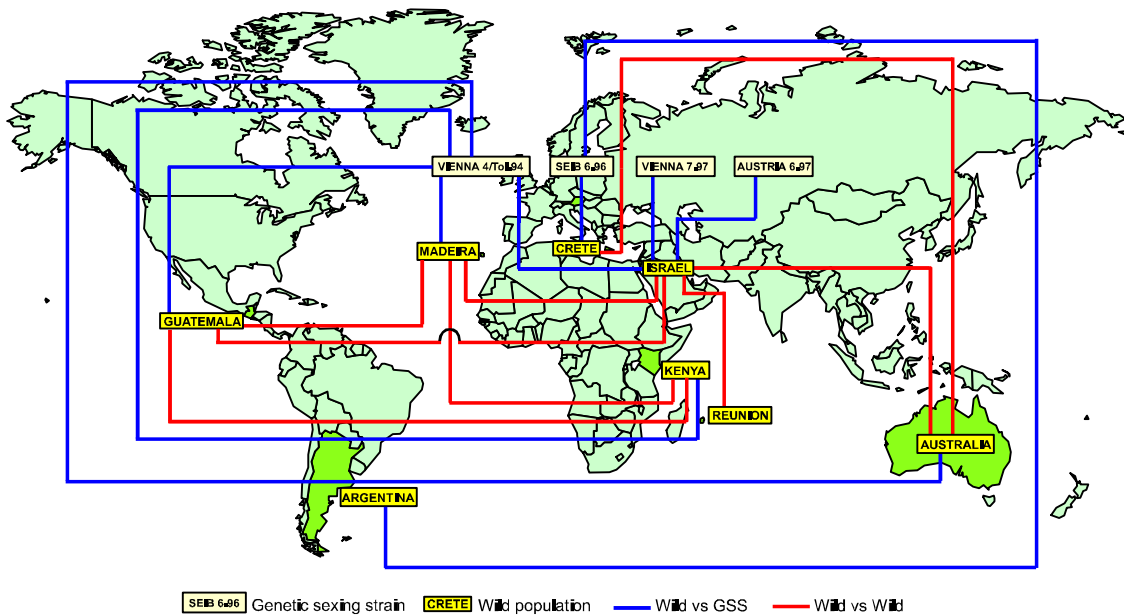 VIENNA 4/Tol-94
SEIB 6-96
VIENNA 7-97
AUSTRIA 6-97
MADEIRA
CRETE
ISRAEL
GUATEMALA
KENYA
REUNION
AUSTRALIA
ARGENTINA
SEIB 6-96 Genetic sexing strain CRETE Wild population Wild vs GSS Wild vs Wild